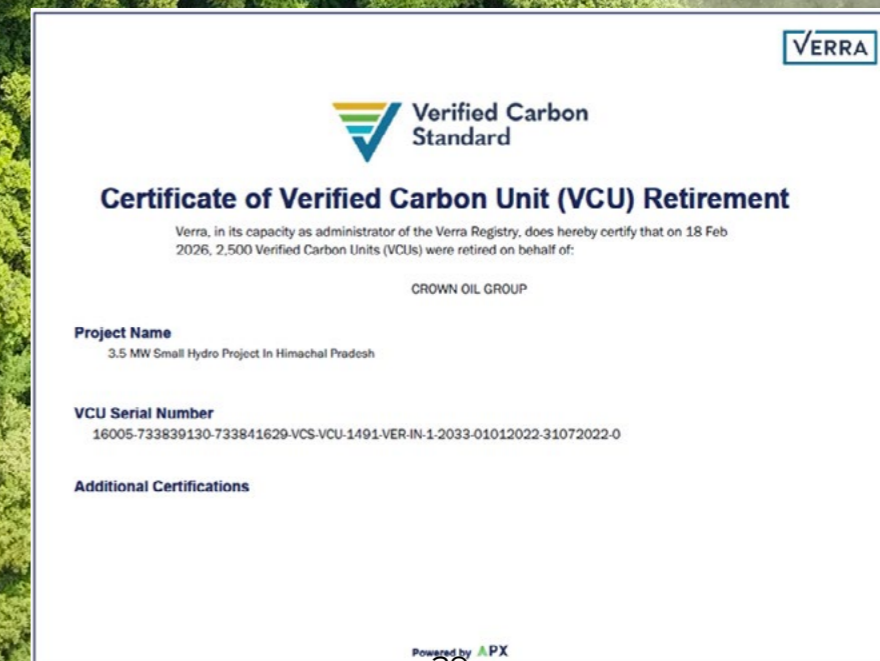 VERRA
Verified Carbon
Standard
Certificate of Verified Carbon Unit (VCU) Retirement
Verra, in its capacity as administrator of the Verra Registry, does hereby certify that on 18 Feb
2026, 2,500 Verified Carbon Units (VCUs) were retired on behalf of:
CROWN OIL GROUP
Project Name
3.5 MW Small Hydro Project In Himachal Pradesh
VCU Serial Number
16005-733839130-733841629-VCS-VCU-1491-VER-IN-1-2033-01012022-31072022-0
Additional Certifications
Powered by APX